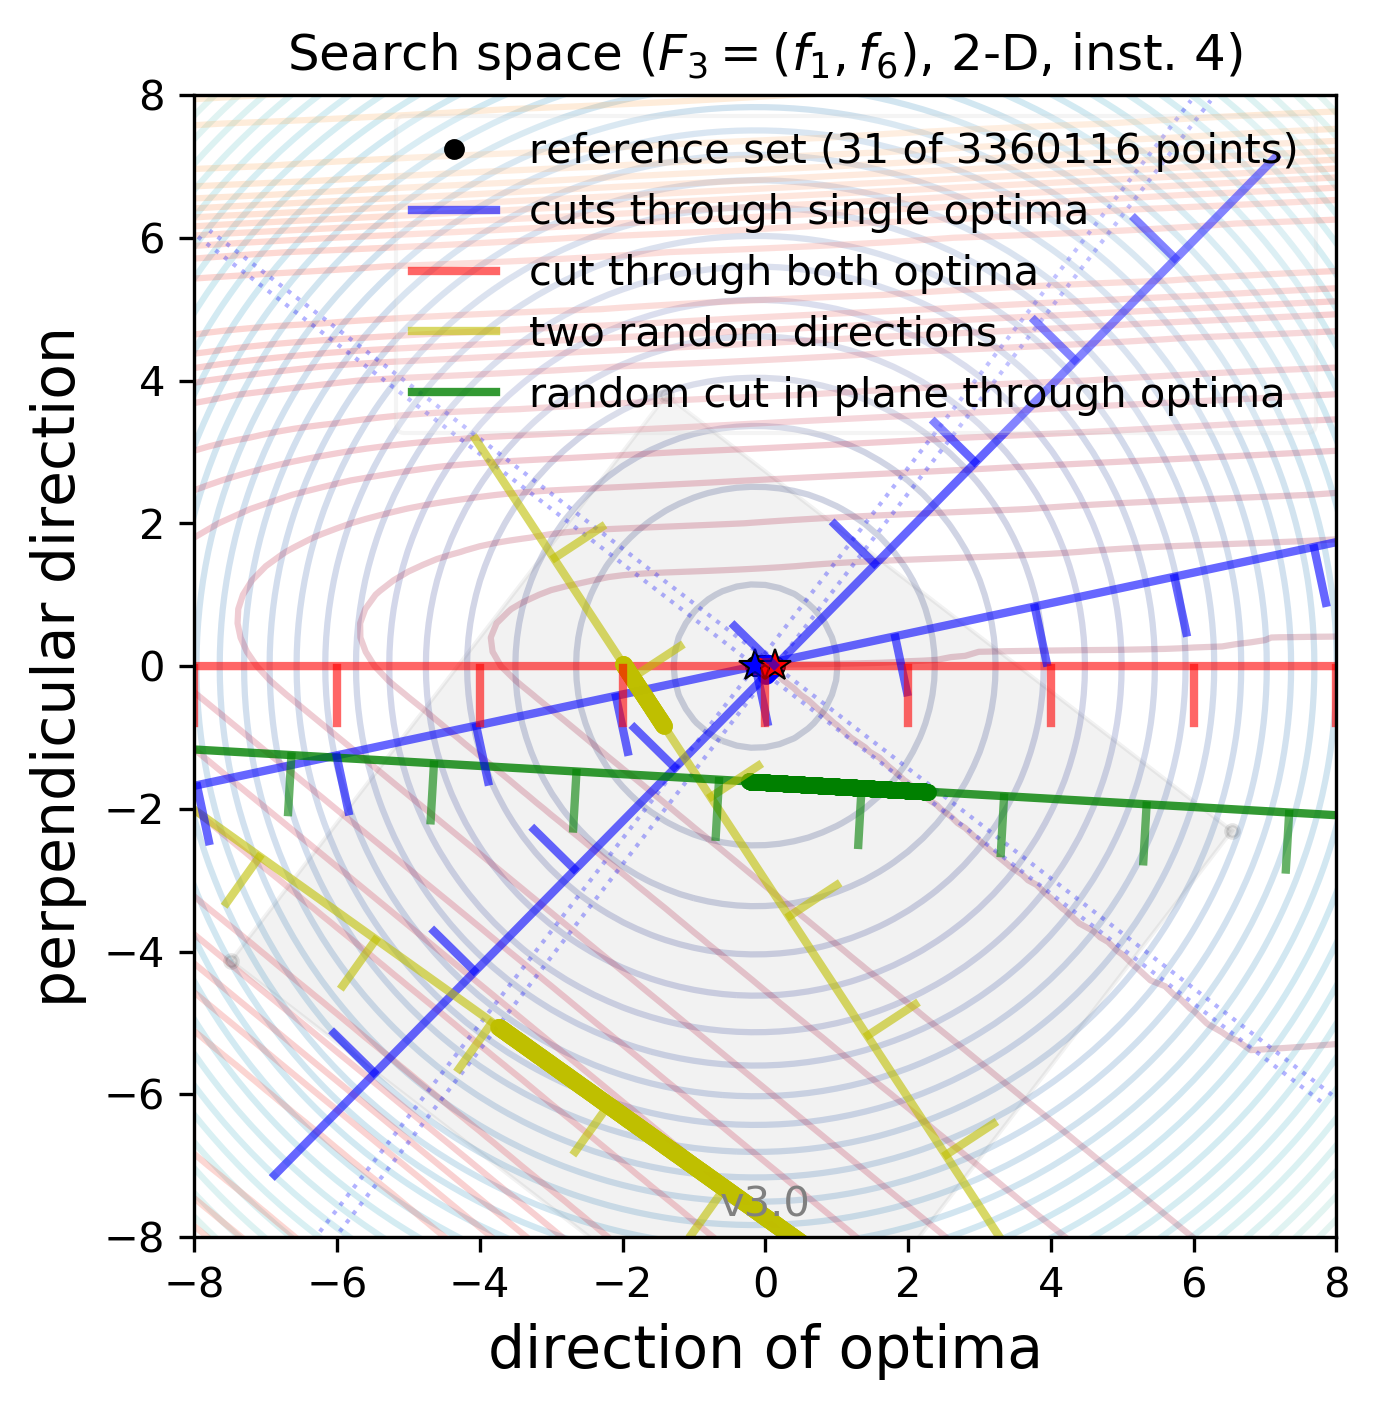 Search space (F₃ = (f₁, f₆), 2-D, inst. 4)
8
reference set (31 of 3360116 points)
cuts through single optima
6
cut through both optima
two random directions
4
random cut in plane through optima
2
perpendicular direction
0
−2
−4
−6
v3.0
−8
−8 −6 −4 −2 0 2 4 6 8
direction of optima